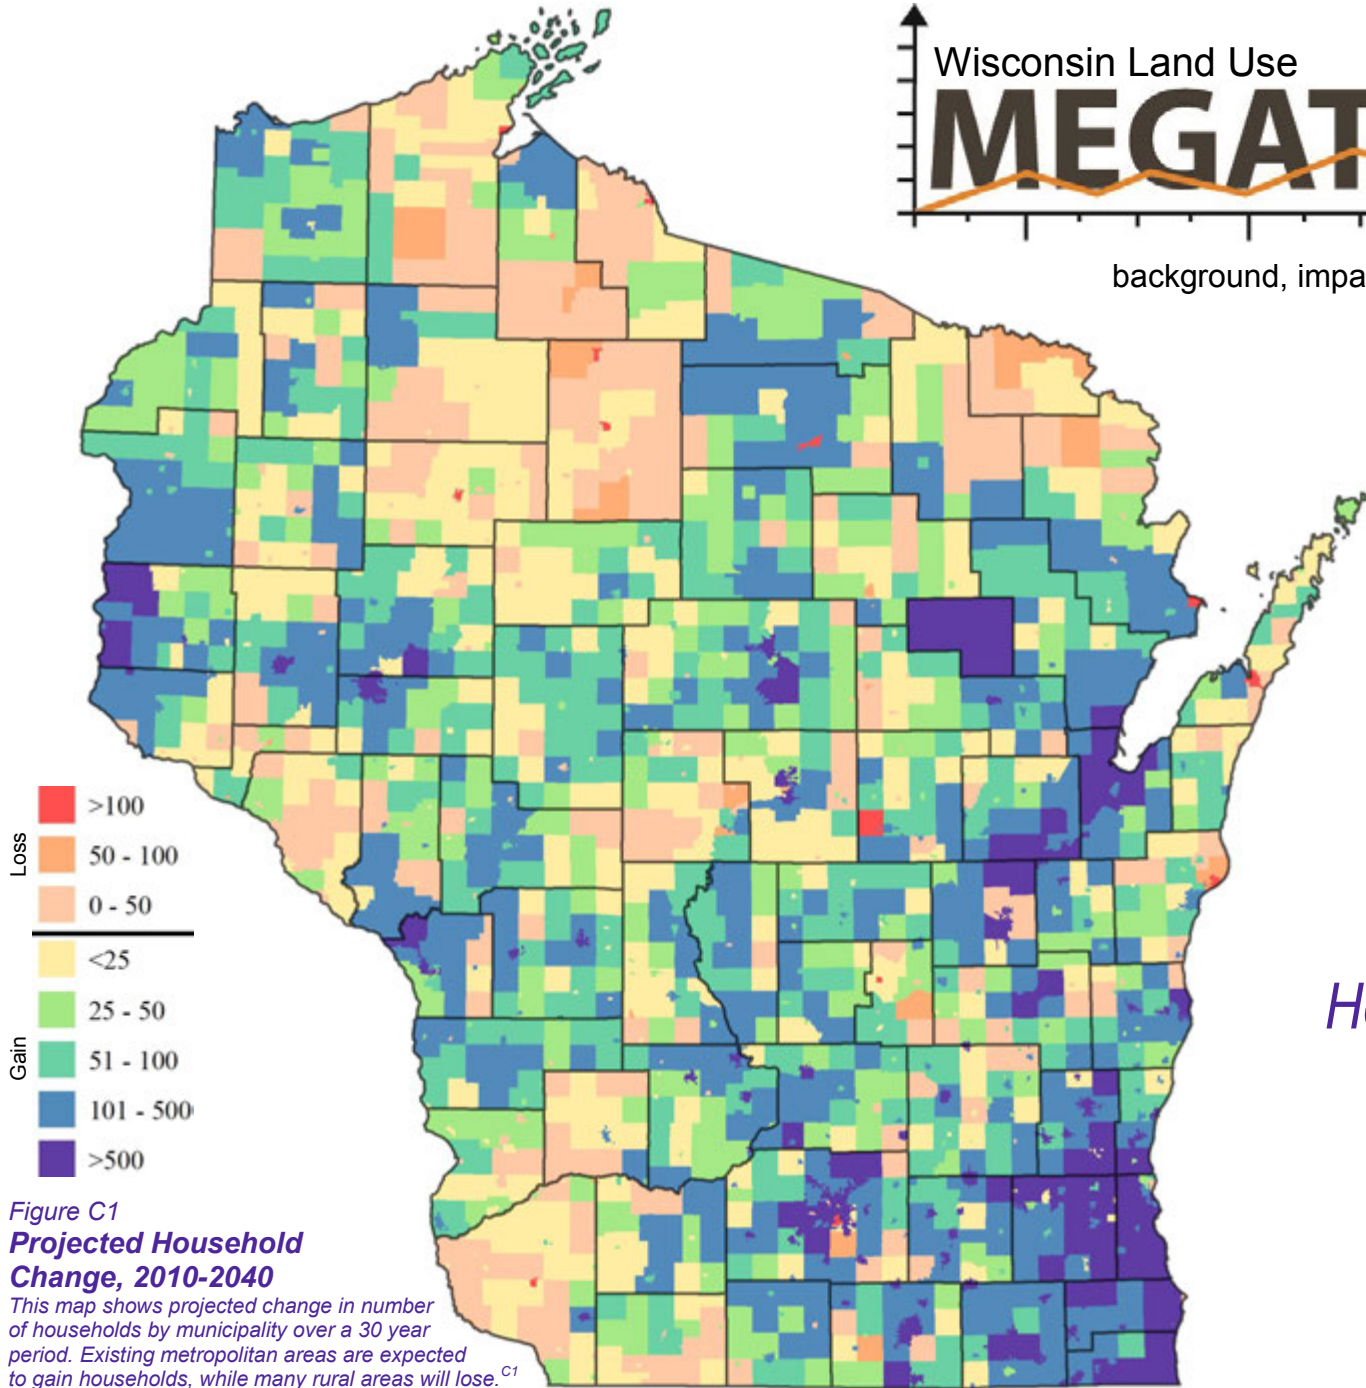 Wisconsin Land Use
MEGAT
background, impa
Loss
>100
50 - 100
0 - 50
Gain
<25
25 - 50
51 - 100
101 - 500
>500
H
Figure C1
Projected Household
Change, 2010-2040
This map shows projected change in number
of households by municipality over a 30 year
period. Existing metropolitan areas are expected
to gain households, while many rural areas will lose.C1